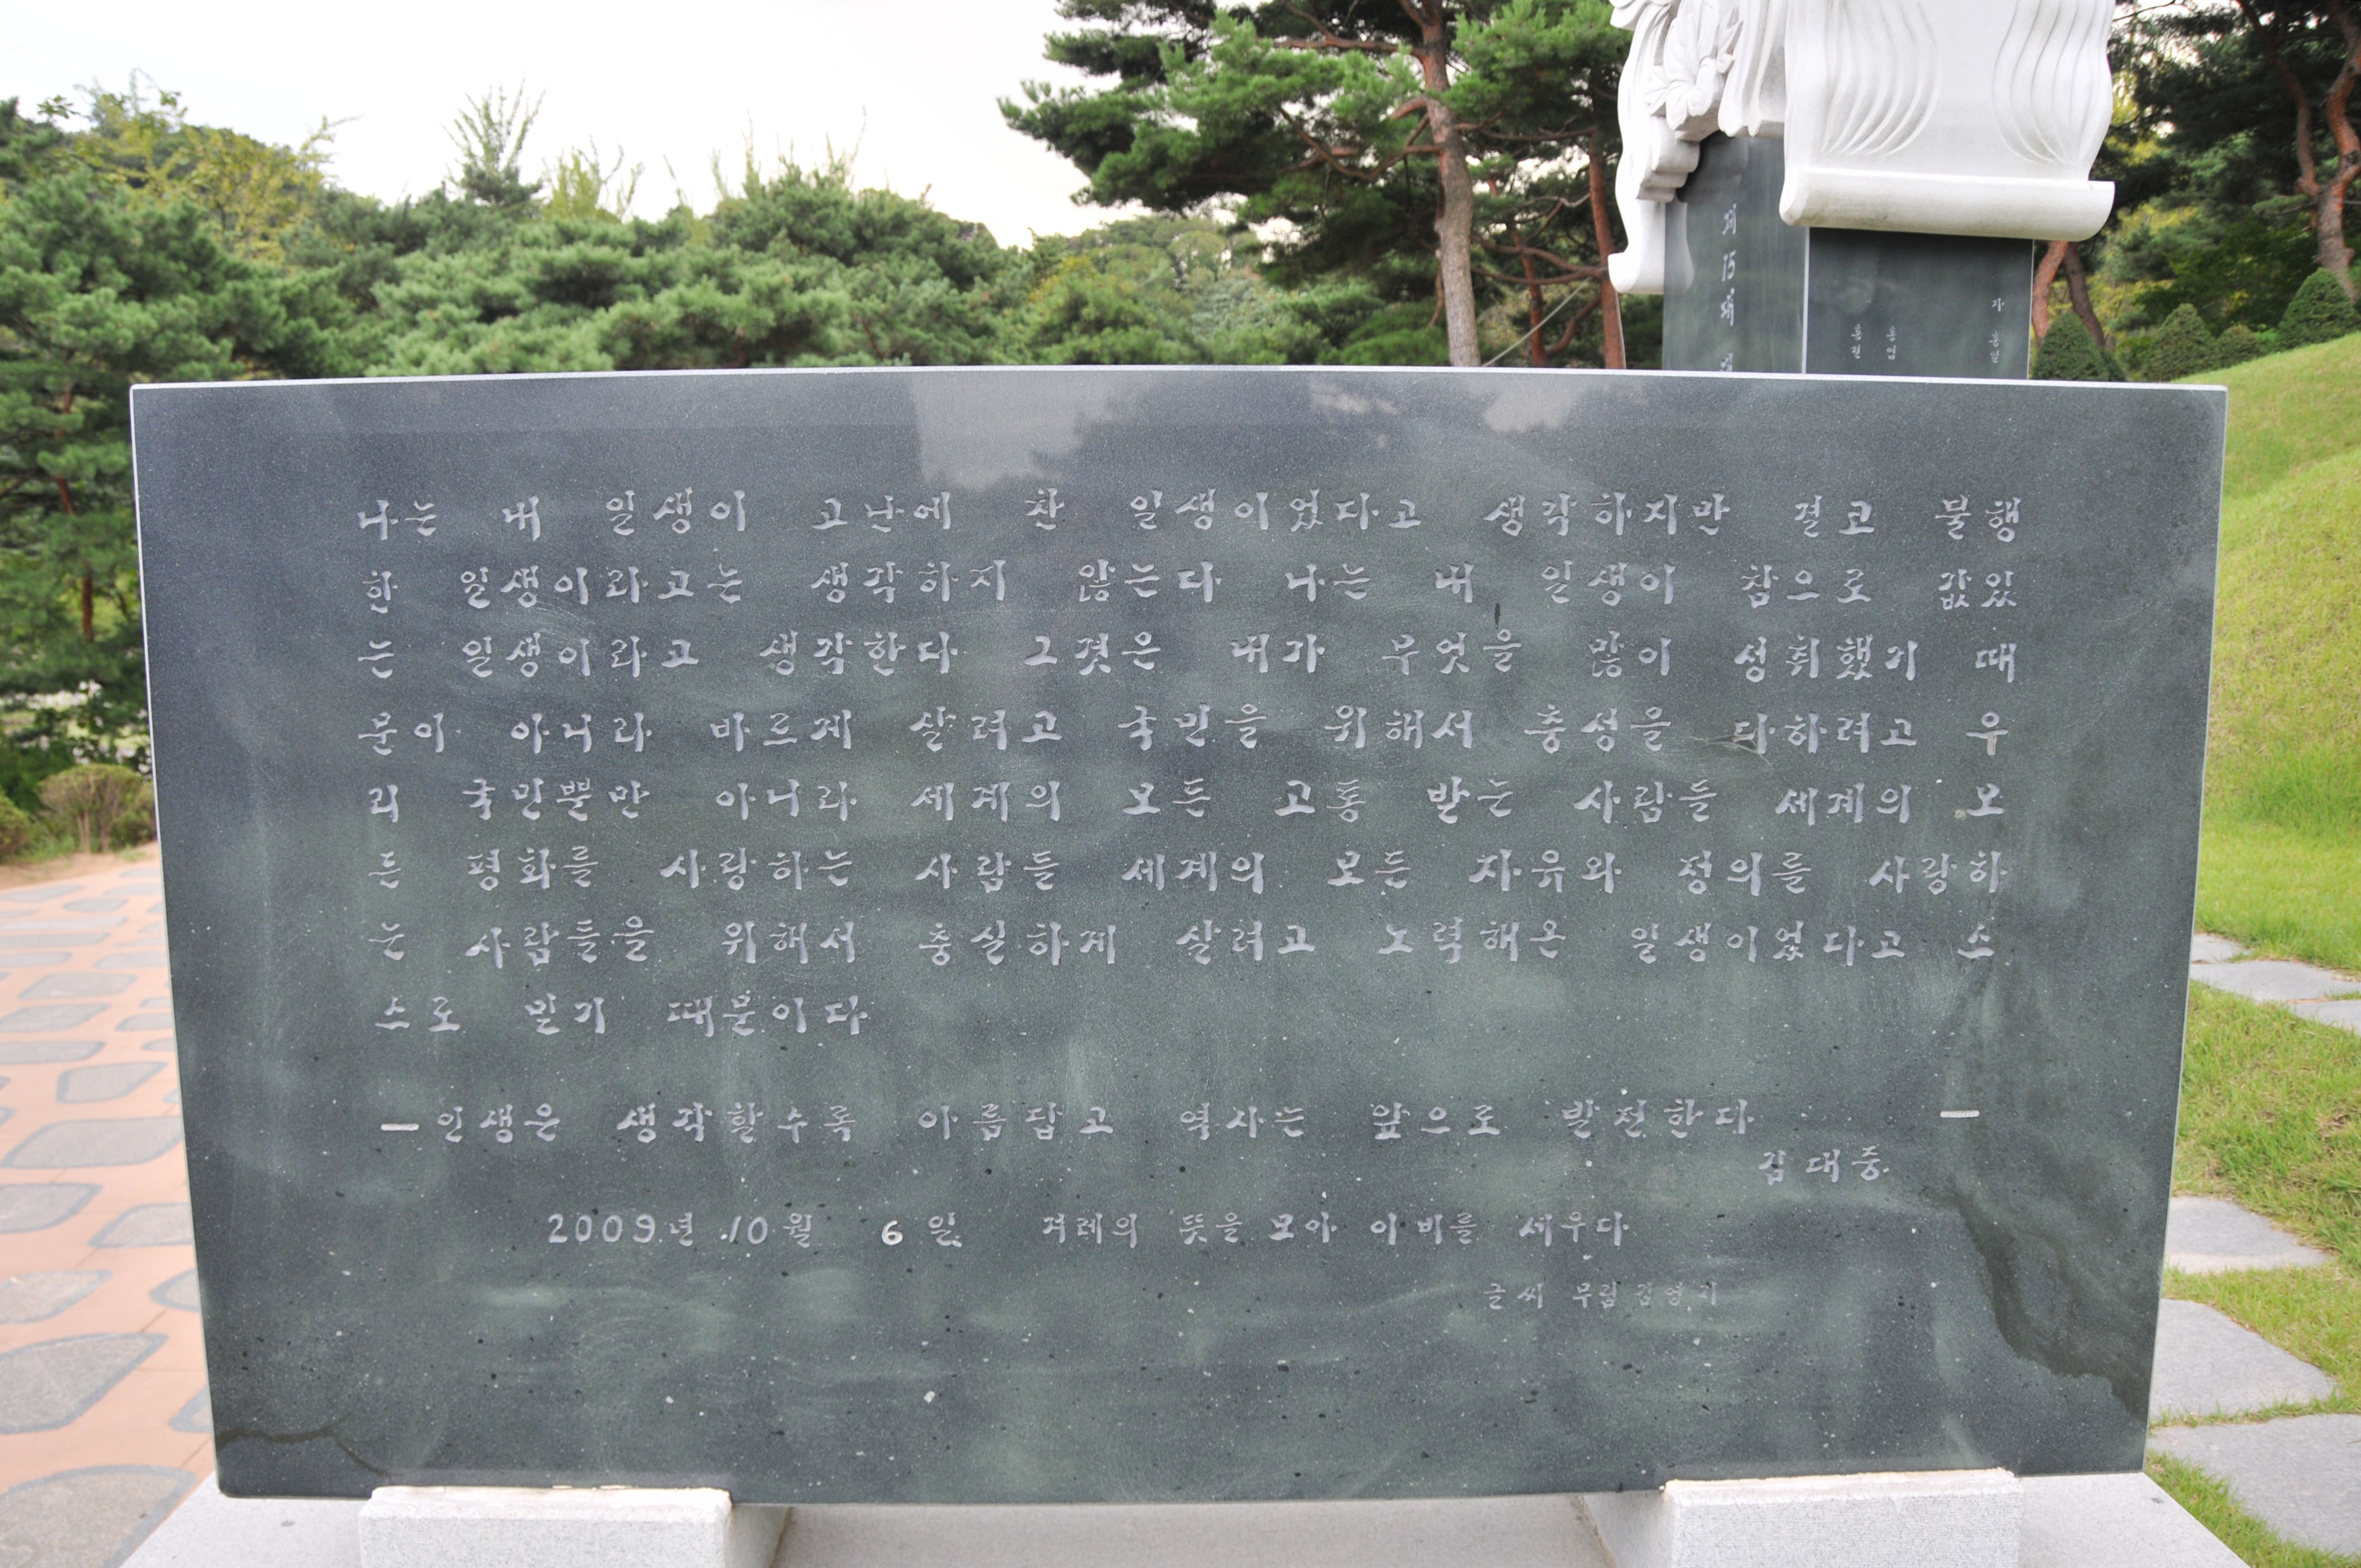 제15대 대
자 홍일
홍업
홍걸
나는 내 일생이 고난에 찬 일생이었다고 생각하지만 결코 불행
한 일생이라고는 생각하지 않는다 나는 내 일생이 참으로 값있
는 일생이라고 생각한다 그것은 내가 무엇을 많이 성취했기 때
문이 아니라 바르게 살려고 국민을 위해서 충성을 다하려고 우
리 국민뿐만 아니라 세계의 모든 고통 받는 사람들 세계의 모
든 평화를 사랑하는 사람들 세계의 모든 자유와 정의를 사랑하
는 사람들을 위해서 충실하게 살려고 노력해온 일생이었다고 스
스로 믿기 때문이다
—인생은 생각할수록 아름답고 역사는 앞으로 발전한다 —
김대중
2009년 10월 6일 겨레의 뜻을 모아 이비를 세우다
글씨 무림 김영기